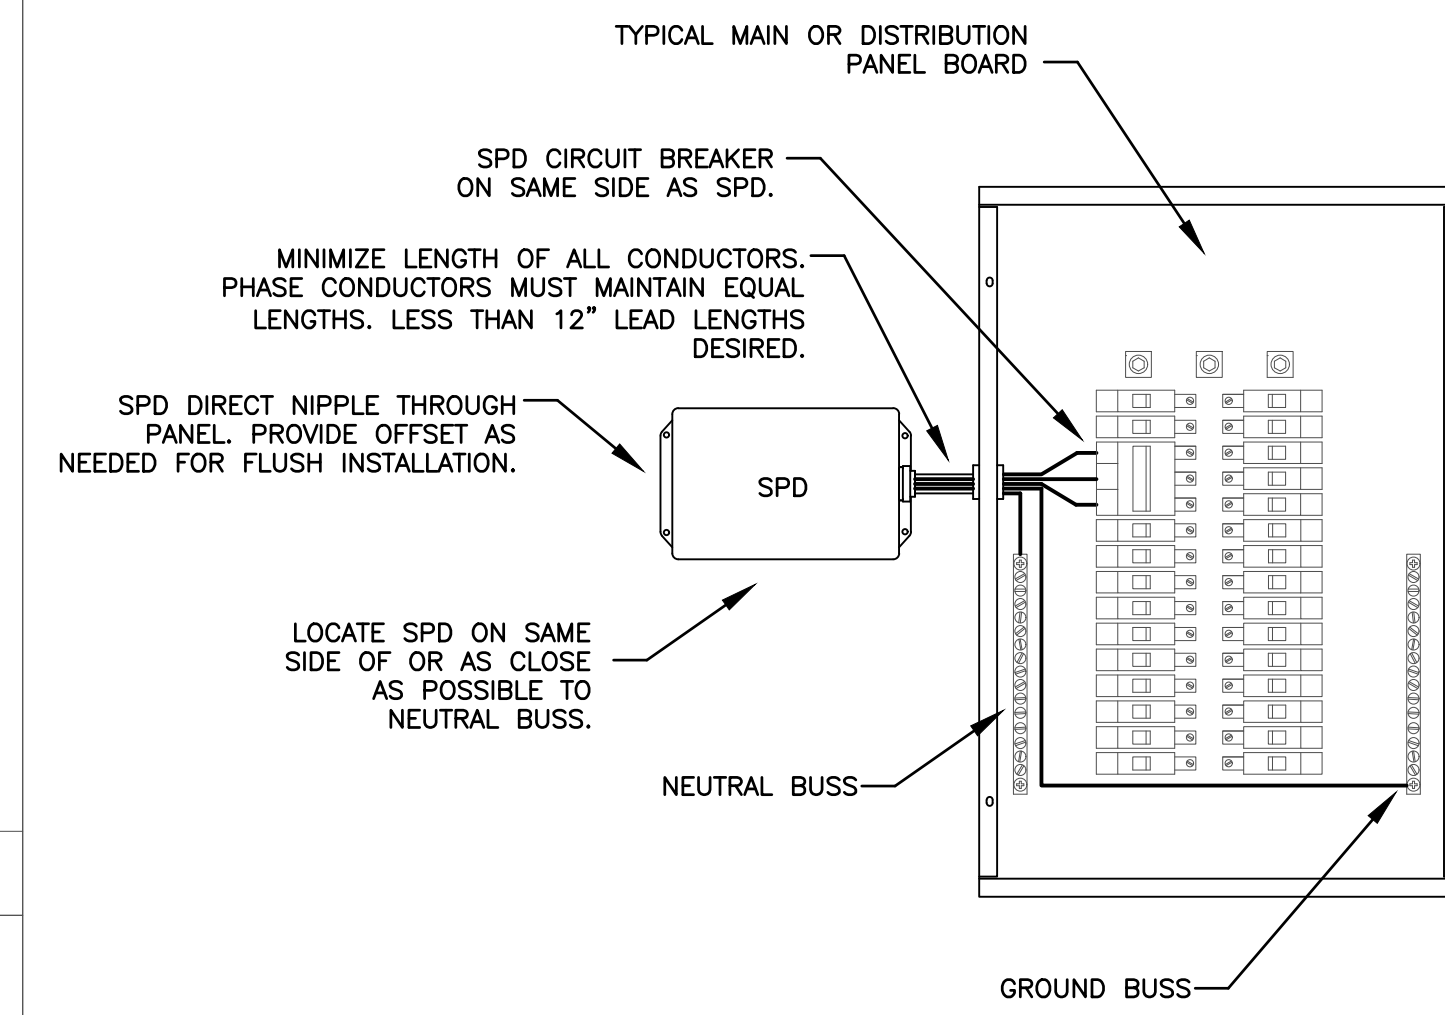 TYPICAL MAIN OR DISTRIBUTION
PANEL BOARD
SPD CIRCUIT BREAKER
ON SAME SIDE AS SPD.
MINIMIZE LENGTH OF ALL CONDUCTORS.
PHASE CONDUCTORS MUST MAINTAIN EQUAL
LENGTHS. LESS THAN 12” LEAD LENGTHS
DESIRED.
SPD DIRECT NIPPLE THROUGH
PANEL. PROVIDE OFFSET AS
NEEDED FOR FLUSH INSTALLATION.
SPD
LOCATE SPD ON SAME
SIDE OF OR AS CLOSE
AS POSSIBLE TO
NEUTRAL BUSS.
NEUTRAL BUSS
GROUND BUSS